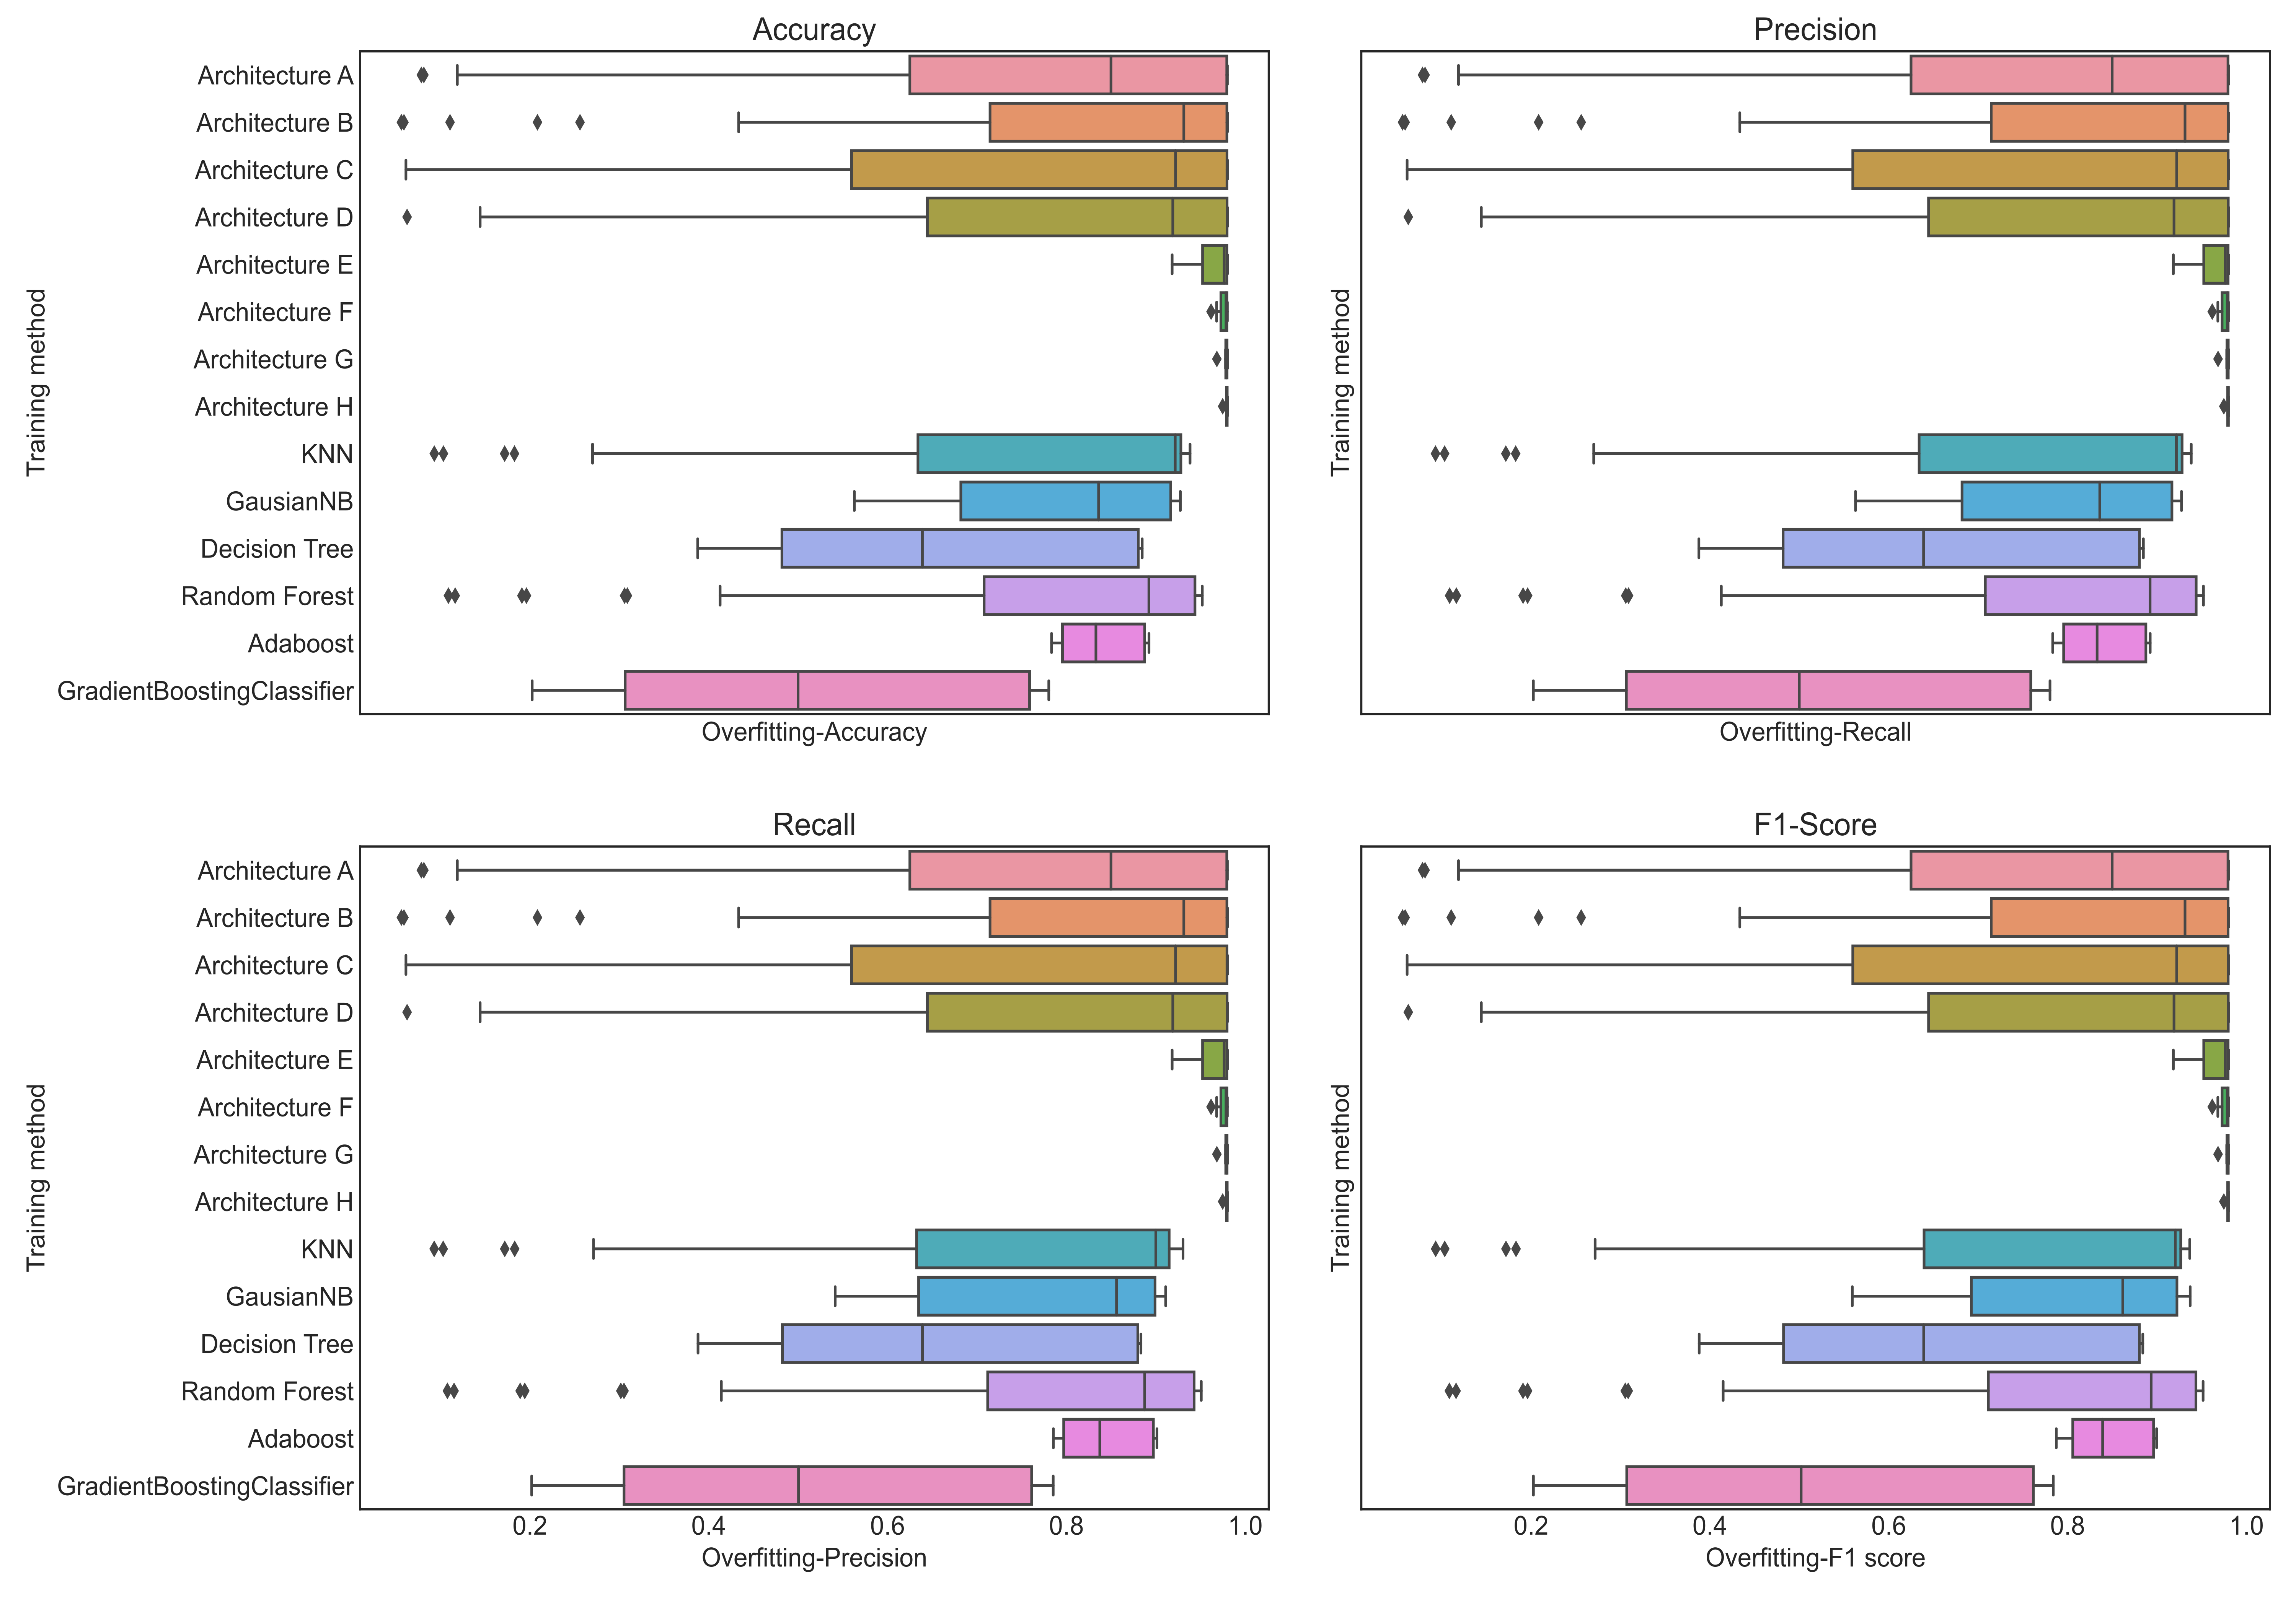 Accuracy
Precision
Architecture A
Architecture B
Architecture C
Architecture D
Architecture E
Architecture F
Architecture G
Architecture H
KNN
GausianNB
Decision Tree
Random Forest
Adaboost
GradientBoostingClassifier
Training method
Training method
Overfitting-Accuracy
Overfitting-Recall
Recall
F1-Score
Architecture A
Architecture B
Architecture C
Architecture D
Architecture E
Architecture F
Architecture G
Architecture H
KNN
GausianNB
Decision Tree
Random Forest
Adaboost
GradientBoostingClassifier
Training method
Training method
0.2 0.4 0.6 0.8 1.0
0.2 0.4 0.6 0.8 1.0
Overfitting-Precision
Overfitting-F1 score